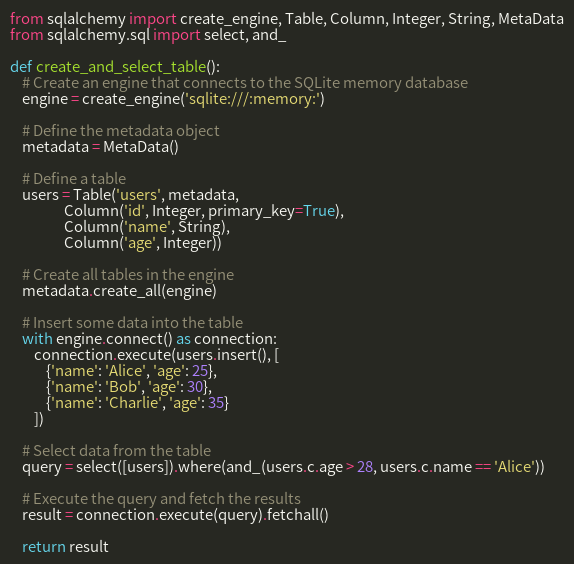 from sqlalchemy import create_engine, Table, Column, Integer, String, MetaData
from sqlalchemy.sql import select, and_

def create_and_select_table():
    # Create an engine that connects to the SQLite memory database
    engine = create_engine('sqlite:///:memory:')

    # Define the metadata object
    metadata = MetaData()

    # Define a table
    users = Table('users', metadata,
                  Column('id', Integer, primary_key=True),
                  Column('name', String),
                  Column('age', Integer))

    # Create all tables in the engine
    metadata.create_all(engine)

    # Insert some data into the table
    with engine.connect() as connection:
        connection.execute(users.insert(), [
            {'name': 'Alice', 'age': 25},
            {'name': 'Bob', 'age': 30},
            {'name': 'Charlie', 'age': 35}
        ])

    # Select data from the table
    query = select([users]).where(and_(users.c.age > 28, users.c.name == 'Alice'))

    # Execute the query and fetch the results
    result = connection.execute(query).fetchall()

    return result